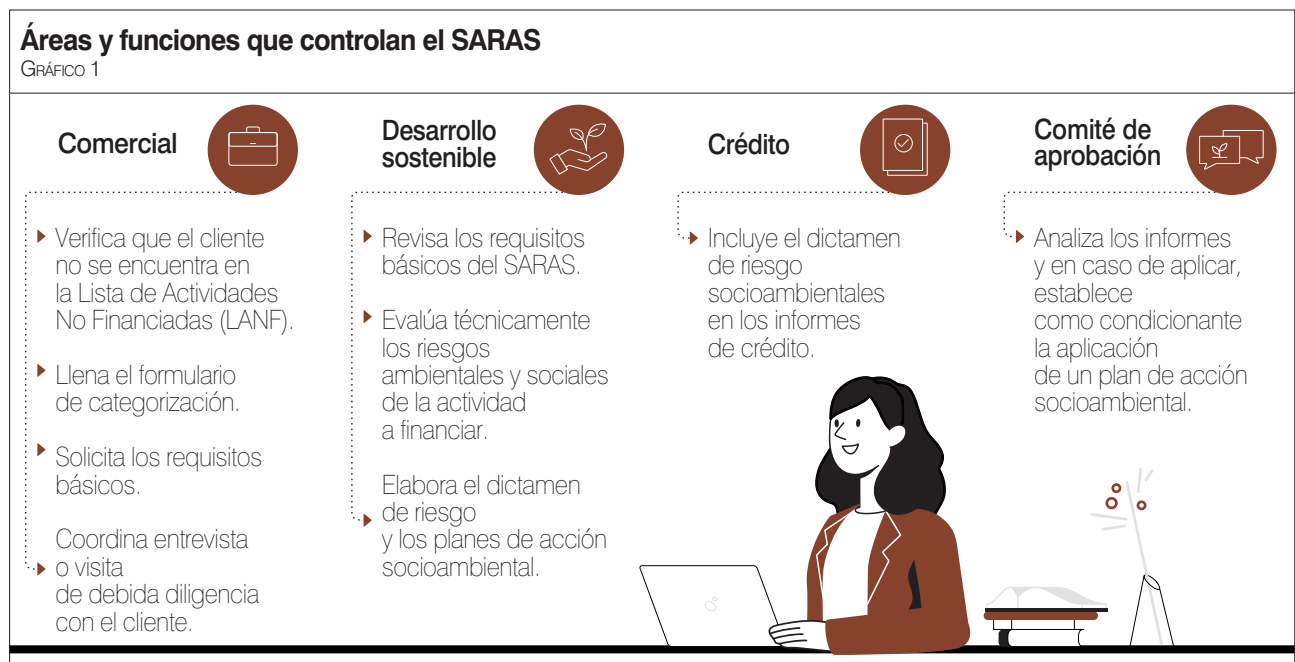 Áreas y funciones que controlan el SARAS
Gráfico 1
Comercial
Verifica que el cliente
no se encuentra en
la Lista de Actividades
No Financiadas (LANF).
Llena el formulario
de categorización.
Solicita los requisitos
básicos.
Coordina entrevista
o visita
de debida diligencia
con el cliente.
Desarrollo
sostenible
Revisa los requisitos
básicos del SARAS.
Evalúa técnicamente
los riesgos
ambientales y sociales
de la actividad
a financiar.
Elabora el dictamen
de riesgo
y los planes de acción
socioambiental.
Crédito
Incluye el dictamen
de riesgo
socioambientales
en los informes
de crédito.
Comité de
aprobación
Analiza los informes
y en caso de aplicar,
establece
como condicionante
la aplicación
de un plan de acción
socioambiental.